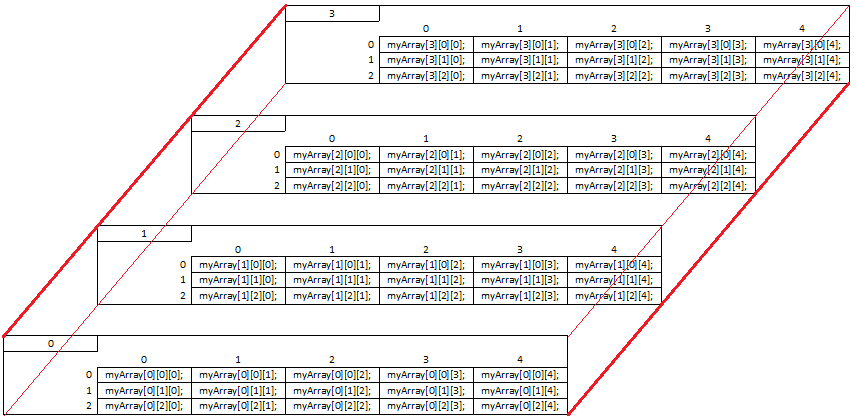 3
0 1 2 3 4
0 myArray[3][0][0]; myArray[3][0][1]; myArray[3][0][2]; myArray[3][0][3]; myArray[3][0][4];
1 myArray[3][1][0]; myArray[3][1][1]; myArray[3][1][2]; myArray[3][1][3]; myArray[3][1][4];
2 myArray[3][2][0]; myArray[3][2][1]; myArray[3][2][2]; myArray[3][2][3]; myArray[3][2][4];
2
0 1 2 3 4
0 myArray[2][0][0]; myArray[2][0][1]; myArray[2][0][2]; myArray[2][0][3]; myArray[2][0][4];
1 myArray[2][1][0]; myArray[2][1][1]; myArray[2][1][2]; myArray[2][1][3]; myArray[2][1][4];
2 myArray[2][2][0]; myArray[2][2][1]; myArray[2][2][2]; myArray[2][2][3]; myArray[2][2][4];
1
0 1 2 3 4
0 myArray[1][0][0]; myArray[1][0][1]; myArray[1][0][2]; myArray[1][0][3]; myArray[1][0][4];
1 myArray[1][1][0]; myArray[1][1][1]; myArray[1][1][2]; myArray[1][1][3]; myArray[1][1][4];
2 myArray[1][2][0]; myArray[1][2][1]; myArray[1][2][2]; myArray[1][2][3]; myArray[1][2][4];
0
0 1 2 3 4
0 myArray[0][0][0]; myArray[0][0][1]; myArray[0][0][2]; myArray[0][0][3]; myArray[0][0][4];
1 myArray[0][1][0]; myArray[0][1][1]; myArray[0][1][2]; myArray[0][1][3]; myArray[0][1][4];
2 myArray[0][2][0]; myArray[0][2][1]; myArray[0][2][2]; myArray[0][2][3]; myArray[0][2][4];